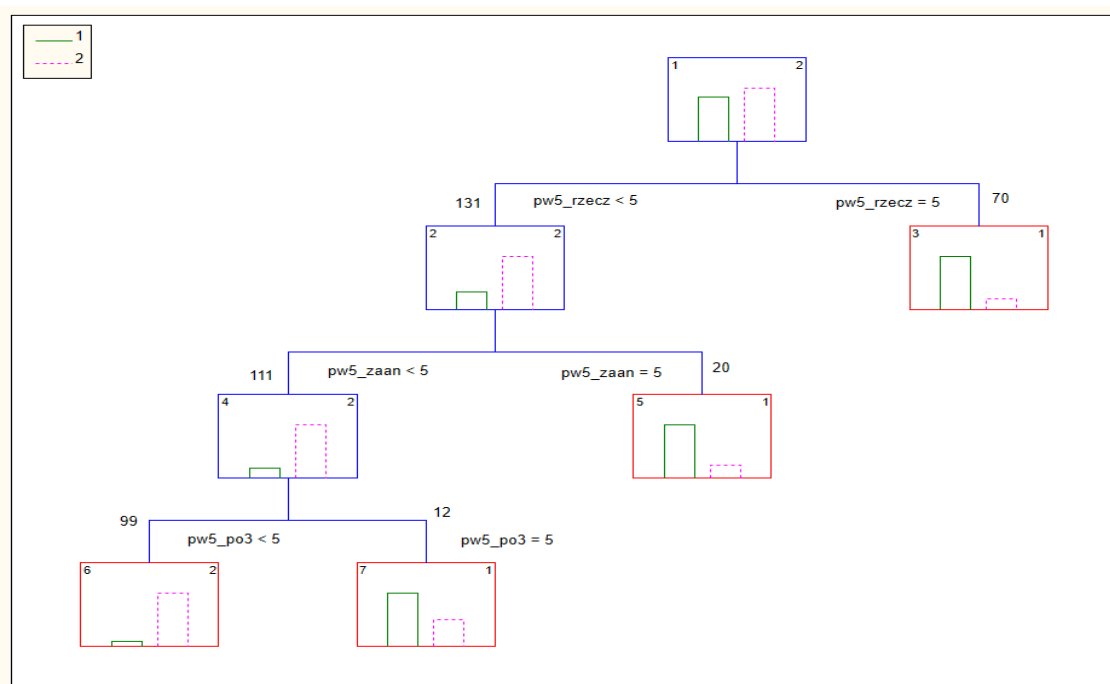 1
2
1 2
131 pw5_rzecz < 5 pw5_rzecz = 5 70
2 2 3 1
111 pw5_zaan < 5 pw5_zaan = 5 20
4 2 5 1
99 pw5_po3 < 5 12 pw5_po3 = 5
6 2 7 1